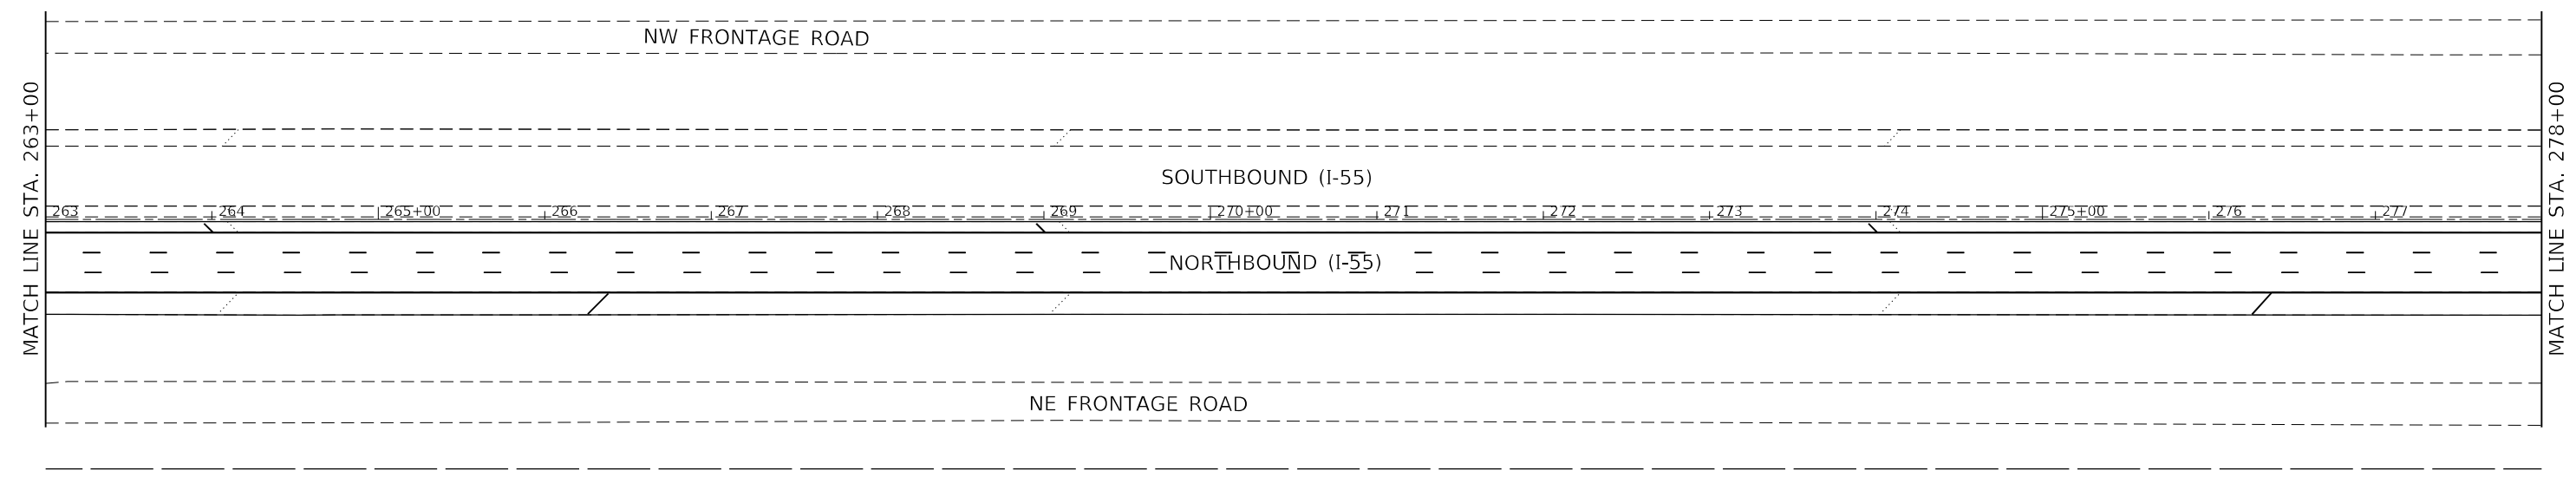 NW FRONTAGE ROAD
MATCH LINE STA. 263+00
MATCH LINE STA. 278+00
SOUTHBOUND (I-55)
263 264 265+00 266 267 268 269 270+00 271 272 273 274 275+00 276 277
NORTHBOUND (I-55)
NE FRONTAGE ROAD